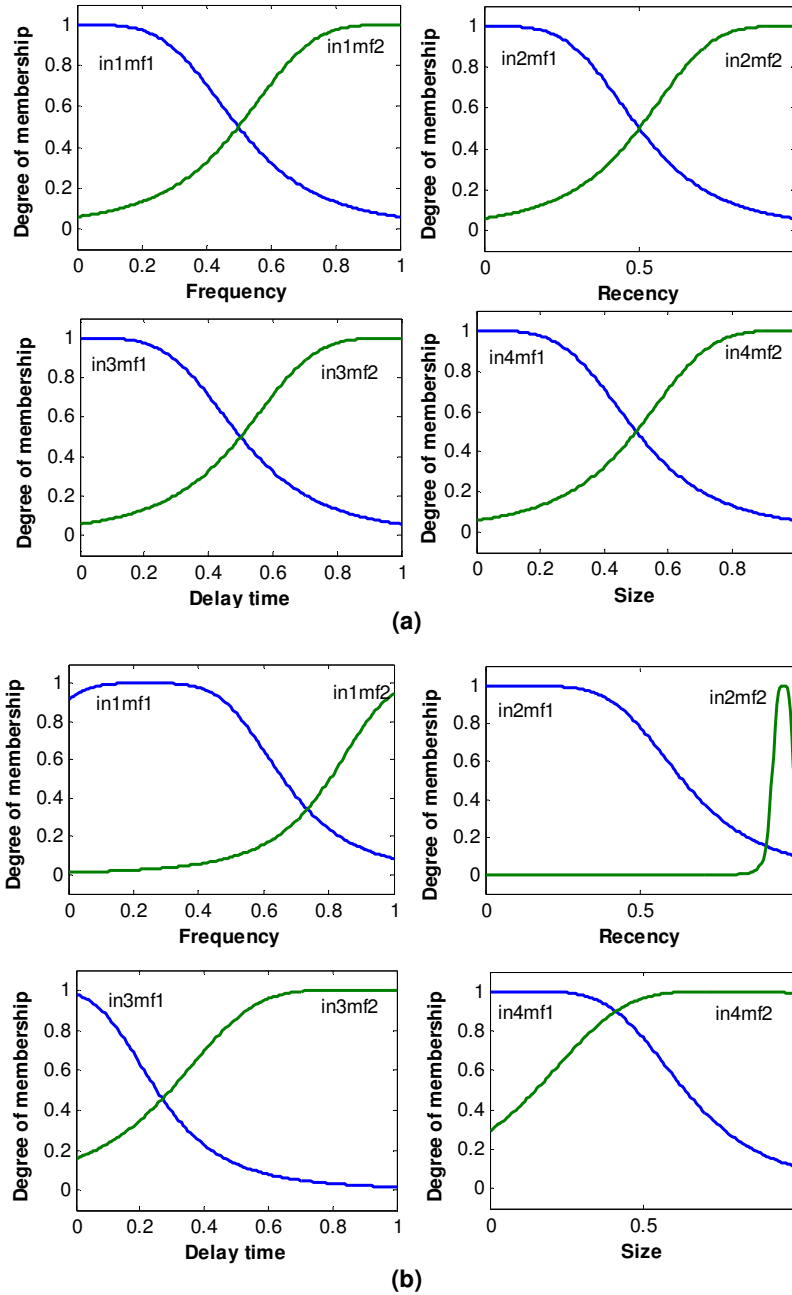 1
0.8
0.6
0.4
0.2
0
Degree of membership
in1mf1
in1mf2
0 0.2 0.4 0.6 0.8 1
Frequency
1
0.8
0.6
0.4
0.2
0
Degree of membership
in2mf1
in2mf2
0 0.5
Recency
1
0.8
0.6
0.4
0.2
0
Degree of membership
in3mf1
in3mf2
0 0.2 0.4 0.6 0.8 1
Delay time
1
0.8
0.6
0.4
0.2
0
Degree of membership
in4mf1
in4mf2
0 0.2 0.4 0.6 0.8
Size
(a)
1
0.8
0.6
0.4
0.2
0
Degree of membership
in1mf1
in1mf2
0 0.2 0.4 0.6 0.8 1
Frequency
1
0.8
0.6
0.4
0.2
0
Degree of membership
in2mf1
in2mf2
0 0.5
Recency
1
0.8
0.6
0.4
0.2
0
Degree of membership
in3mf1
in3mf2
0 0.2 0.4 0.6 0.8 1
Delay time
1
0.8
0.6
0.4
0.2
0
Degree of membership
in4mf1
in4mf2
0 0.5
Size
(b)